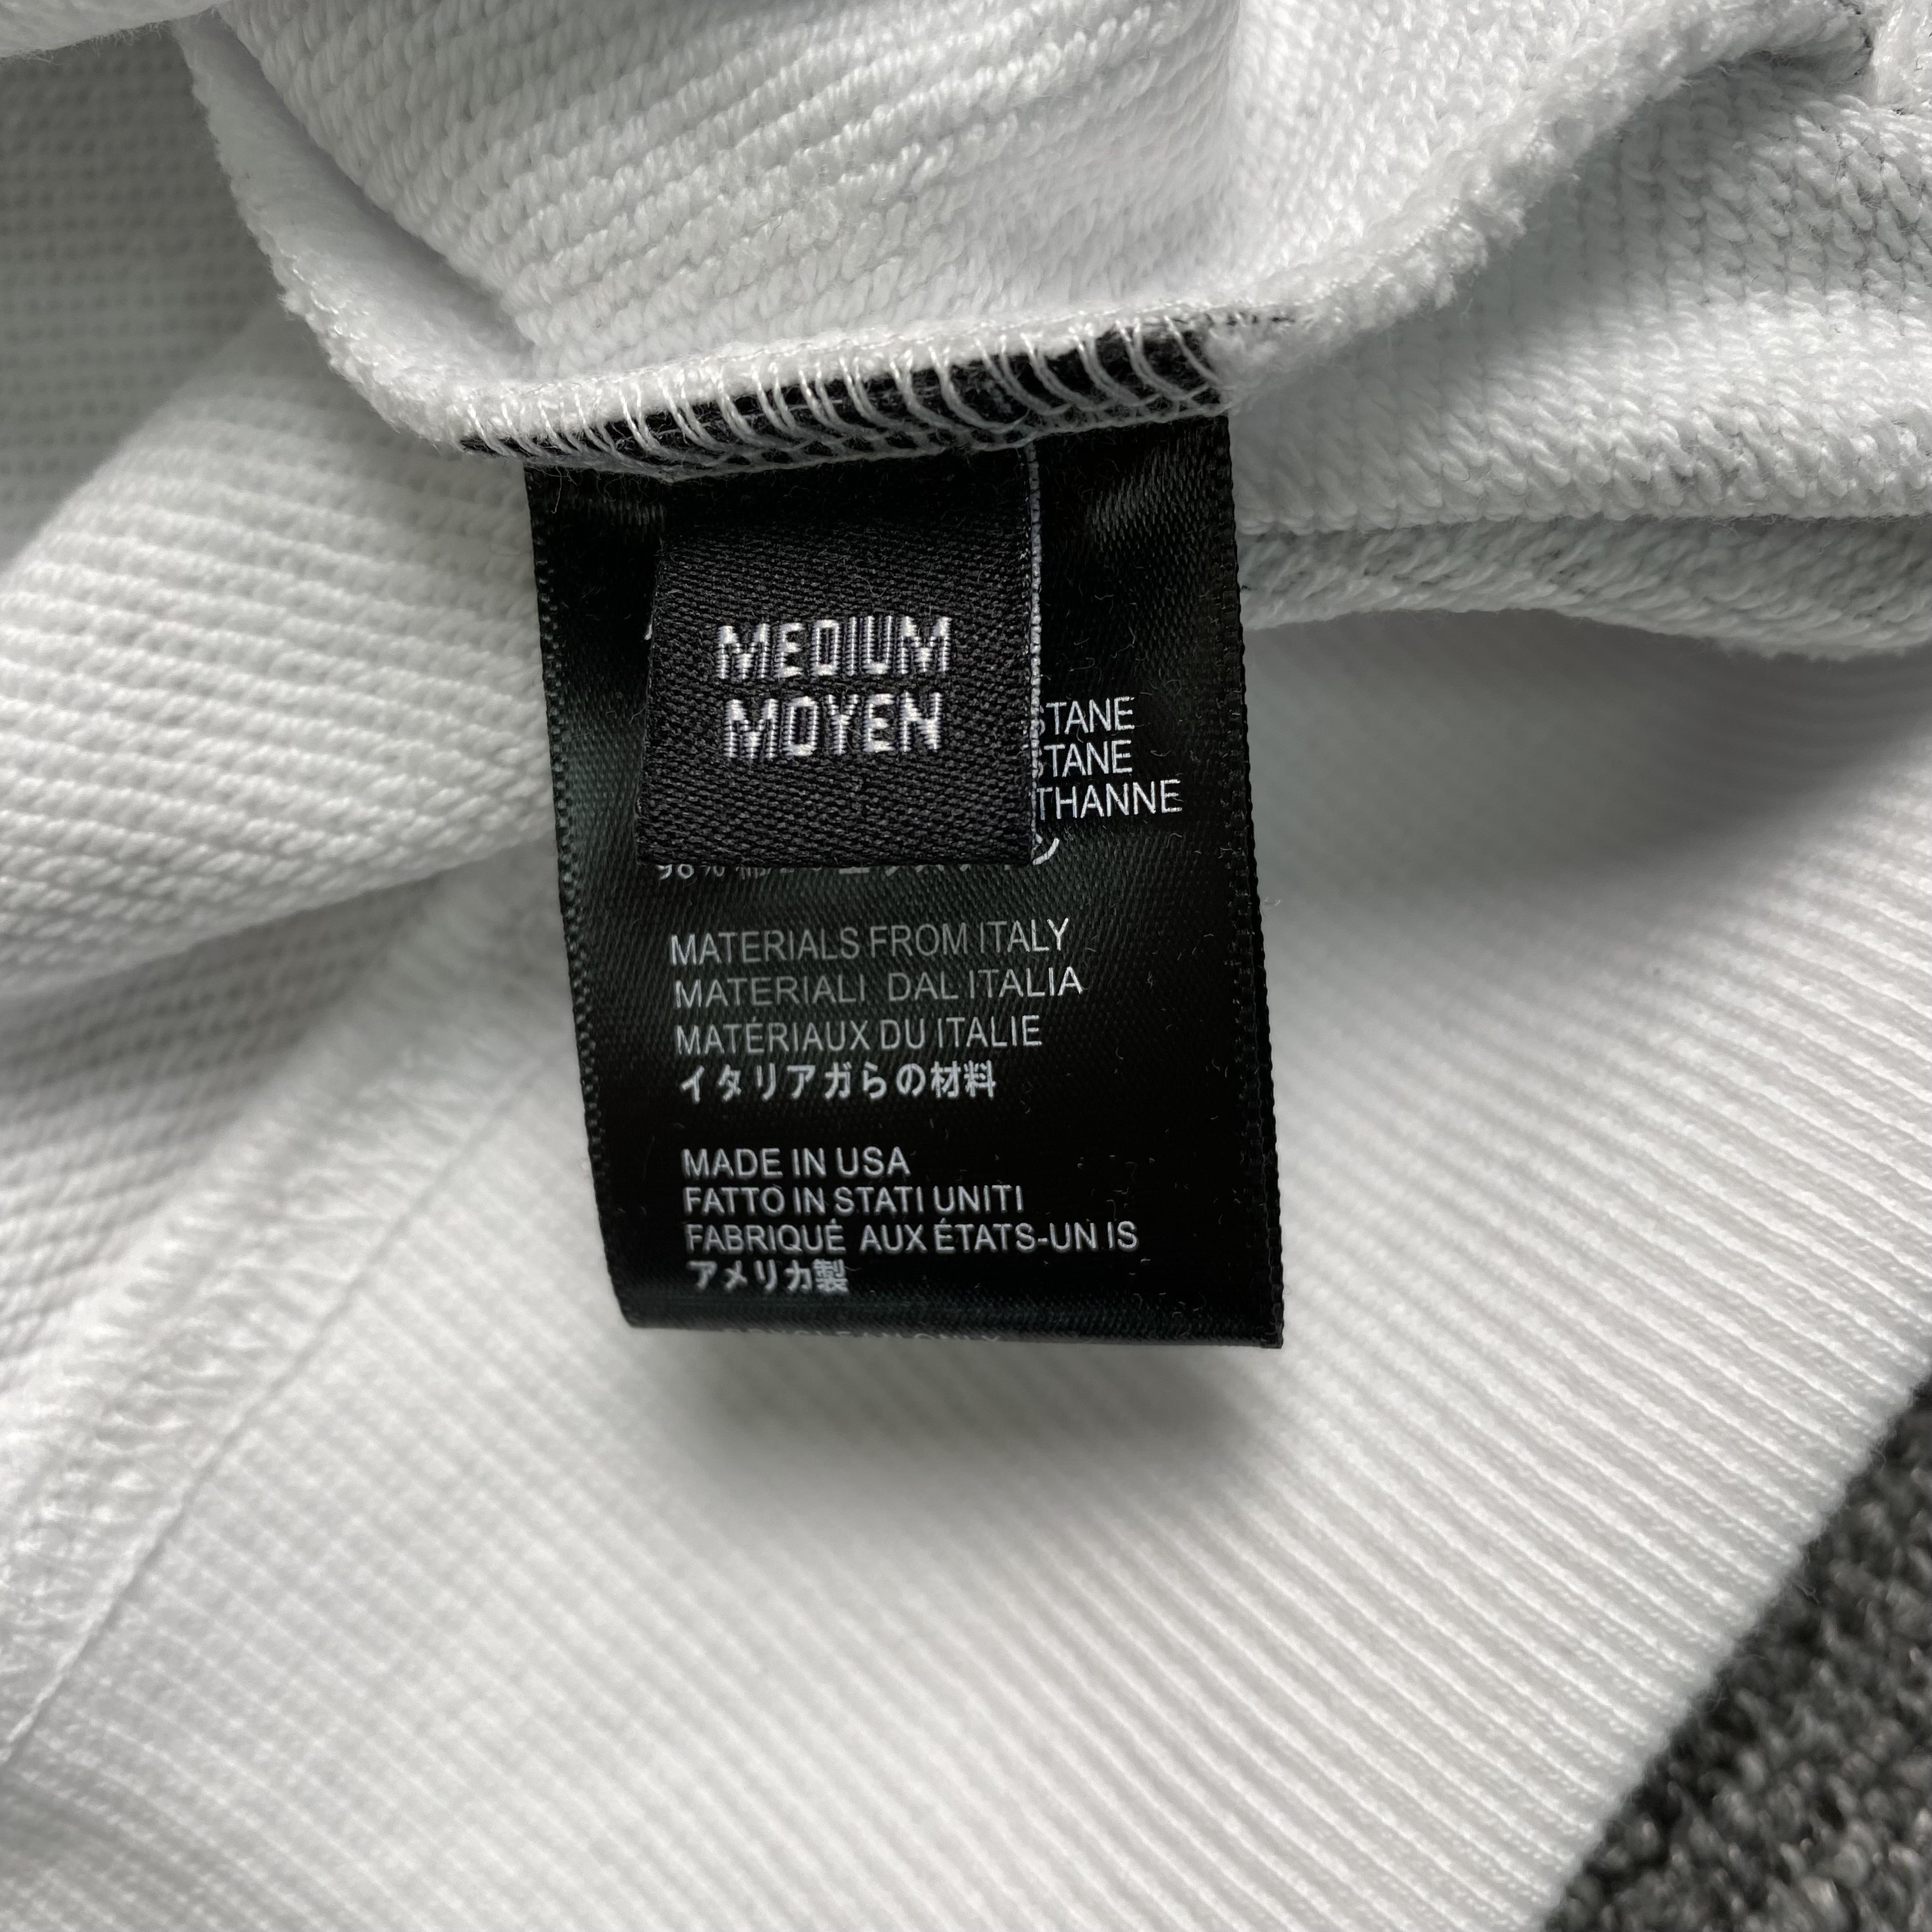 MEDIUM
MOYEN
STANE
STANE
THANNE
ン
98%
MATERIALS FROM ITALY
MATERIALI DAL ITALIA
MATÉRIAUX DU ITALIE
イタリアガらの材料
MADE IN USA
FATTO IN STATI UNITI
FABRIQUÉ AUX ÉTATS-UN IS
アメリカ製